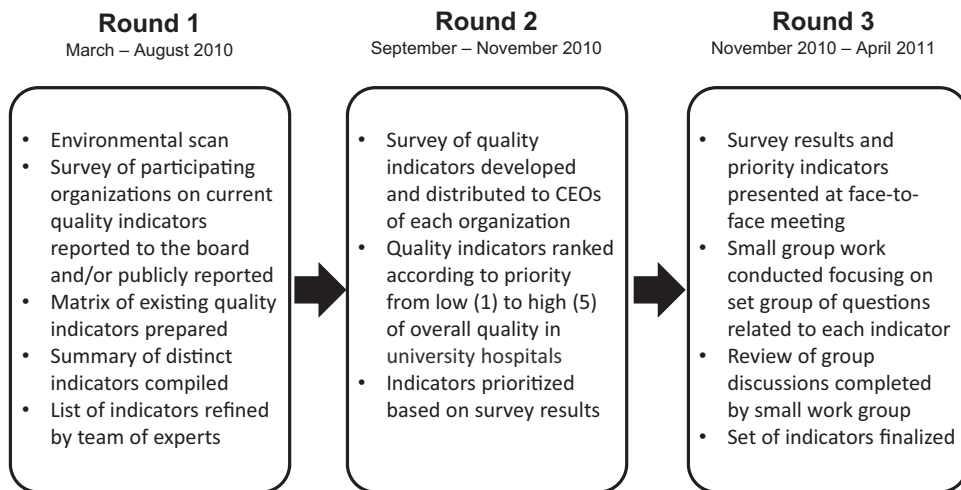 Round 1
March – August 2010
• Environmental scan
• Survey of participating
organizations on current
quality indicators
reported to the board
and/or publicly reported
• Matrix of existing quality
indicators prepared
• Summary of distinct
indicators compiled
• List of indicators refined
by team of experts
Round 2
September – November 2010
• Survey of quality
indicators developed
and distributed to CEOs
of each organization
• Quality indicators ranked
according to priority
from low (1) to high (5)
of overall quality in
university hospitals
• Indicators prioritized
based on survey results
Round 3
November 2010 – April 2011
• Survey results and
priority indicators
presented at face-to-
face meeting
• Small group work
conducted focusing on
set group of questions
related to each indicator
• Review of group
discussions completed
by small work group
• Set of indicators finalized